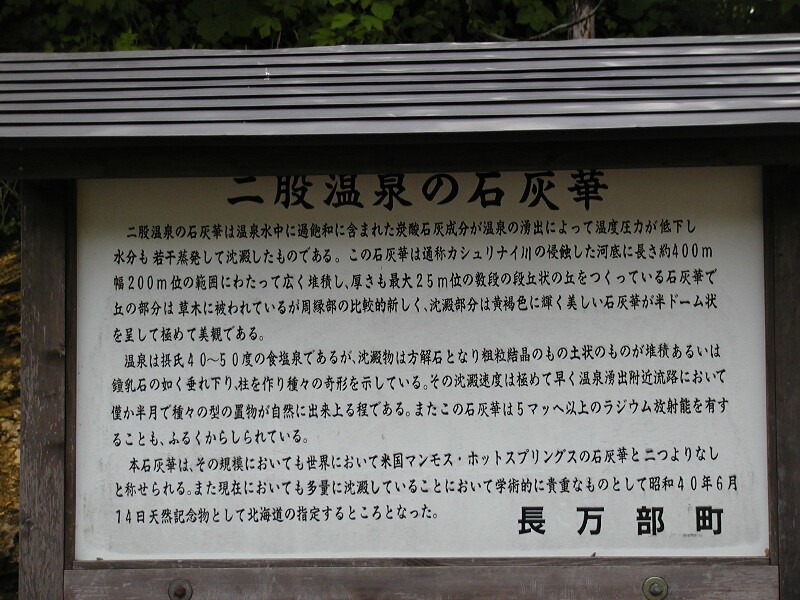 二股温泉の石灰華
二股温泉の石灰華は温泉水中に過飽和に含まれた炭酸石灰成分が温泉の湧出によって温度圧力が低下し
水分も若干蒸発して沈澱したものである。この石灰華は通称カシュリナイ川の侵蝕した河底に長さ約400m
幅200m位の範囲にわたって広く堆積し、厚さも最大25m位の数段の段丘状の丘をつくっている石灰華で
丘の部分は草木に被われているが周縁部の比較的新しく、沈澱部分は黄褐色に輝く美しい石灰華が半ドーム状
を呈して極めて美観である。
温泉は摂氏40〜50度の食塩泉であるが、沈澱物は方解石となり粗粒結晶のもの土状のものが堆積あるいは
鐘乳石の如く垂れ下り、柱を作り種々の奇形を示している。その沈澱速度は極めて早く温泉湧出附近流路において
僅か半月で種々の型の置物が自然に出来上る程である。またこの石灰華は5マッヘ以上のラジウム放射能を有す
ることも、ふるくからしられている。
本石灰華は、その規模においても世界において米国マンモス・ホットスプリングスの石灰華と二つよりなし
と称せられる。また現在においても多量に沈澱していることにおいて学術的に貴重なものとして昭和40年6月
14日天然記念物として北海道の指定するところとなった。
長万部町